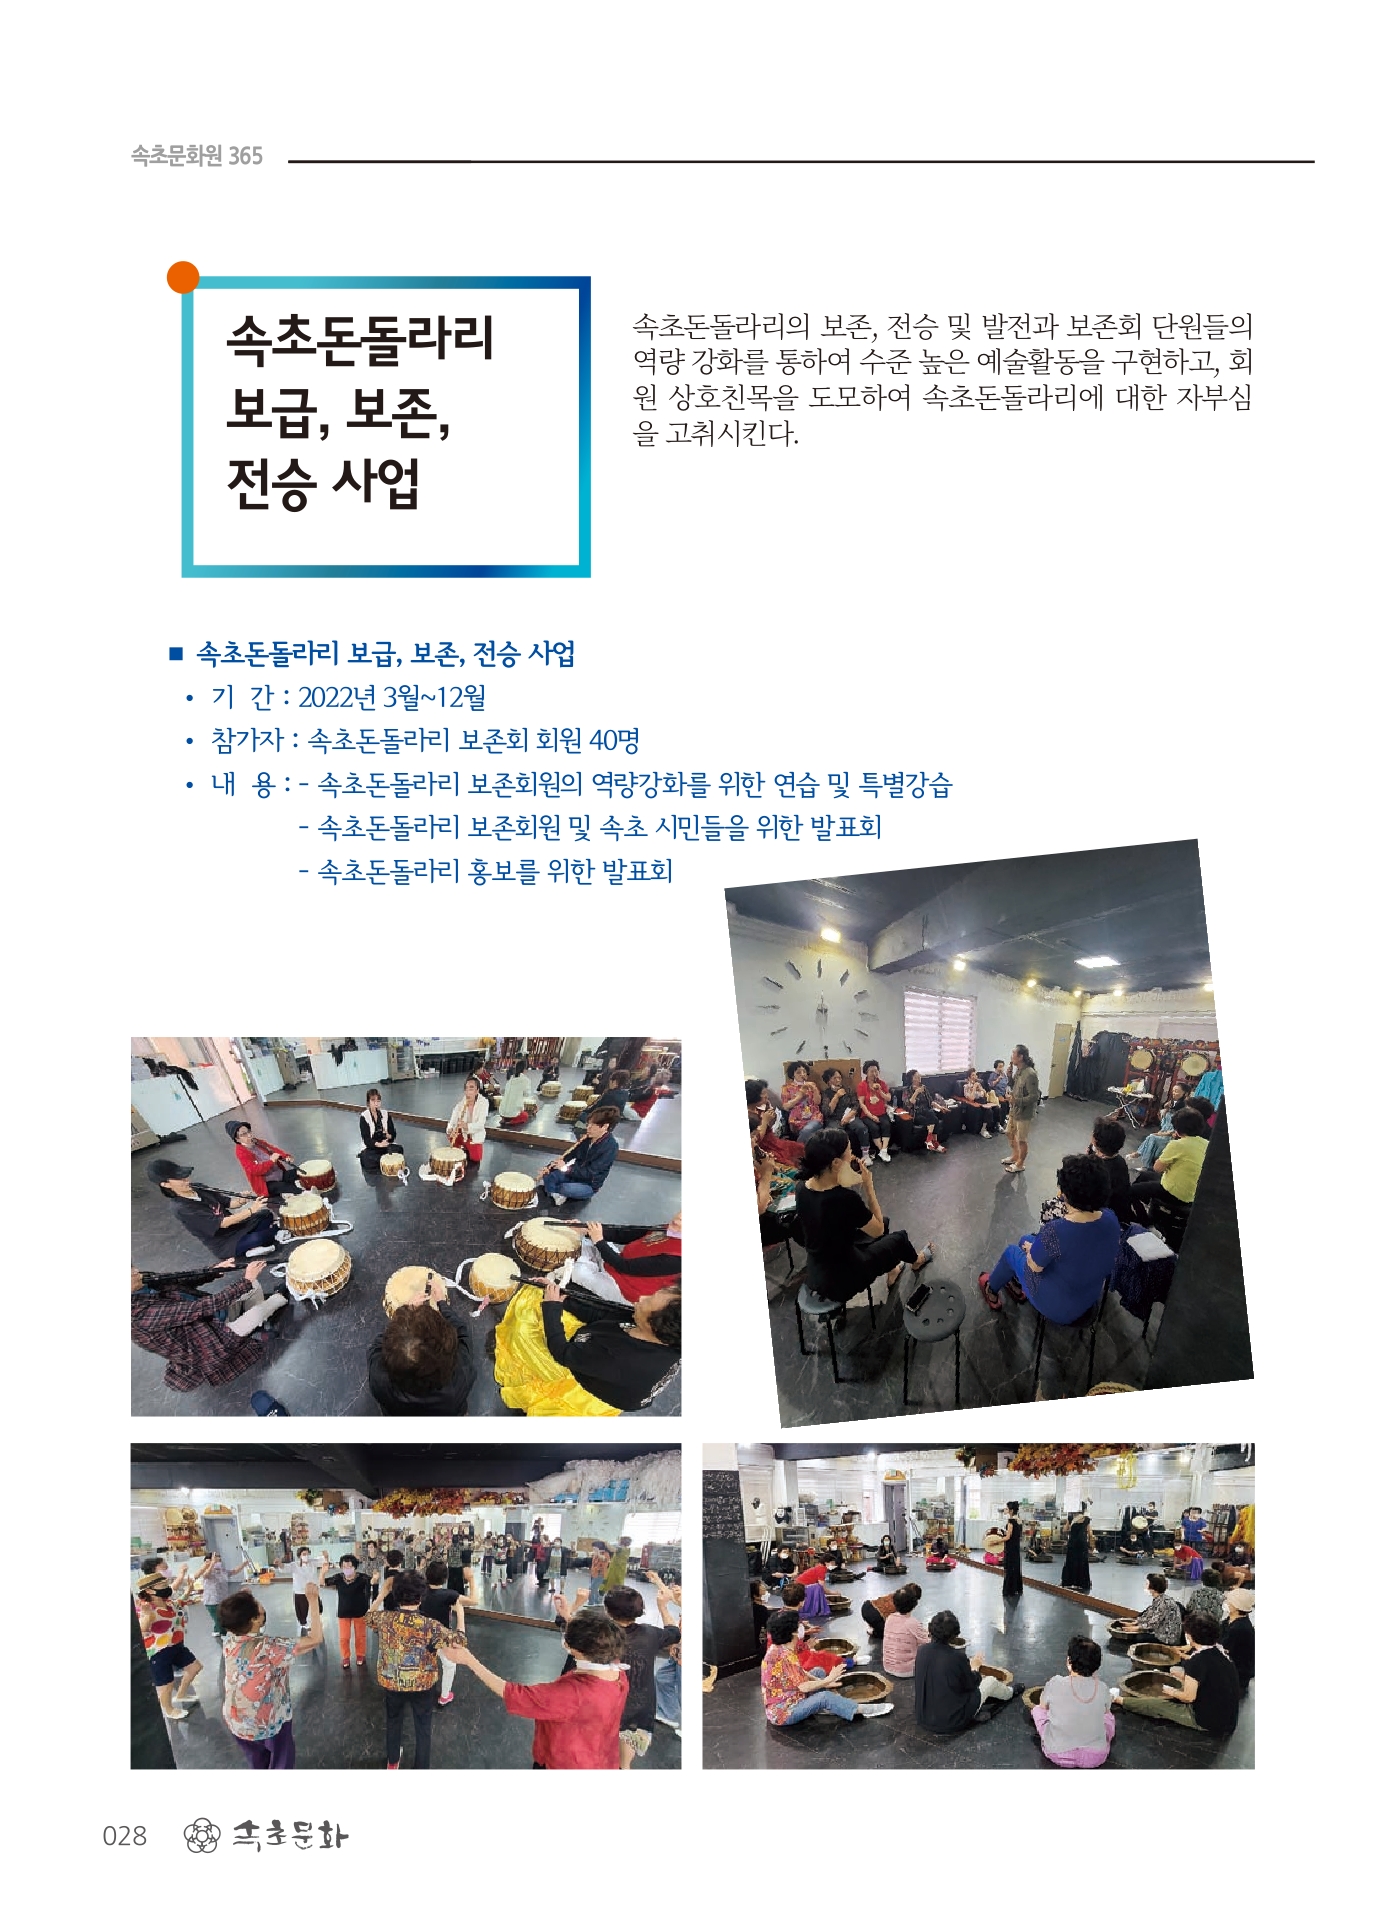 속초문화원 365
속초돈돌라리
보급, 보존,
전승 사업
속초돈돌라리의 보존, 전승 및 발전과 보존회 단원들의
역량 강화를 통하여 수준 높은 예술활동을 구현하고, 회
원 상호친목을 도모하여 속초돈돌라리에 대한 자부심
을 고취시킨다.
■ 속초돈돌라리 보급, 보존, 전승 사업
• 기 간 : 2022년 3월~12월
• 참가자 : 속초돈돌라리 보존회 회원 40명
• 내 용 : - 속초돈돌라리 보존회원의 역량강화를 위한 연습 및 특별강습
- 속초돈돌라리 보존회원 및 속초 시민들을 위한 발표회
- 속초돈돌라리 홍보를 위한 발표회
028 속초문화